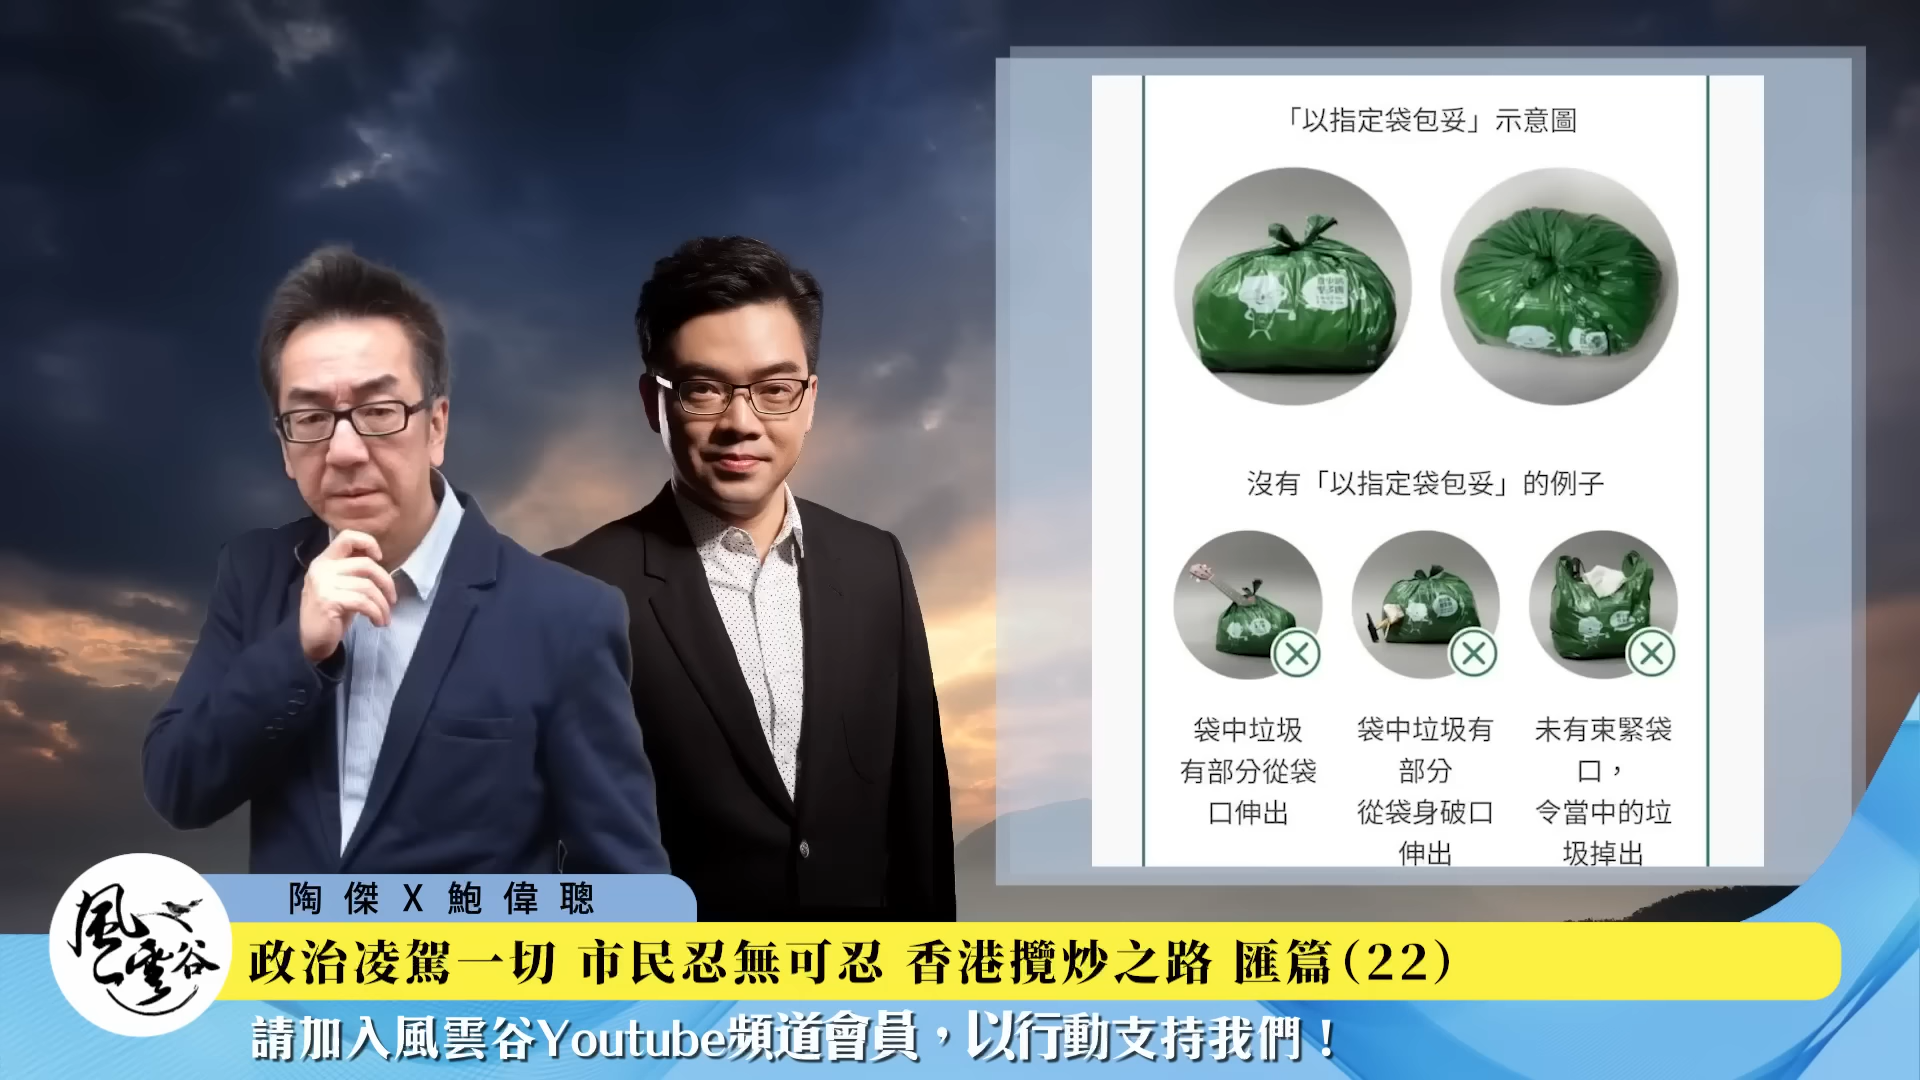 「以指定袋包妥」示意圖
沒有「以指定袋包妥」的例子
袋中垃圾
有部分從袋
口伸出
袋中垃圾有
部分
從袋身破口
伸出
未有束緊袋
口，
令當中的垃
圾掉出
陶傑X鮑偉聰
風雲谷
政治凌駕一切 市民忍無可忍 香港攬炒之路 匯篇(22)
請加入風雲谷Youtube頻道會員，以行動支持我們！